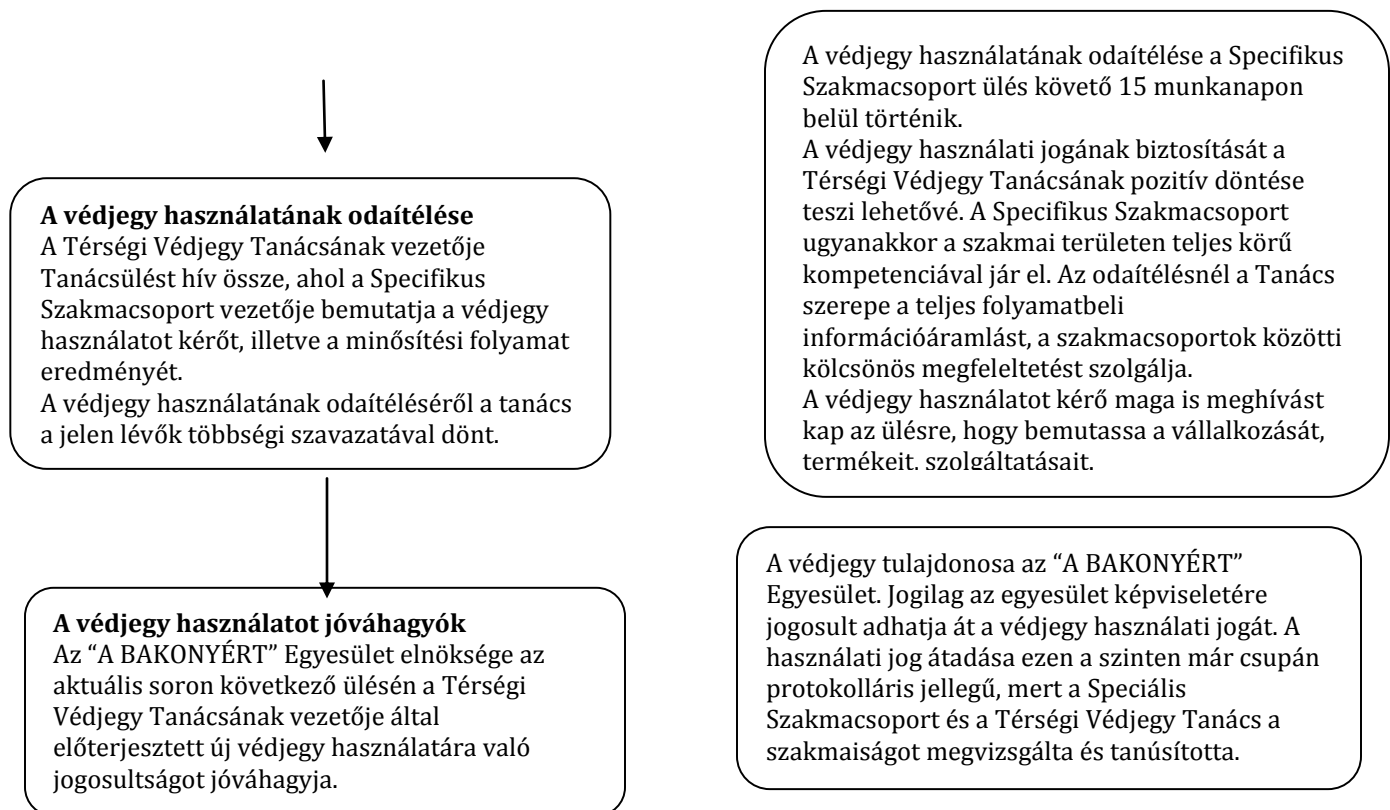 A védjegy használatának odaítélése
A Térségi Védjegy Tanácsának vezetője
Tanácsülést hív össze, ahol a Specifikus
Szakmacsoport vezetője bemutatja a védjegy
használatot kérőt, illetve a minősítési folyamat
eredményét.
A védjegy használatának odaítéléséről a tanács
a jelen lévők többségi szavazatával dönt.
A védjegy használatának odaítélése a Specifikus
Szakmacsoport ülés követő 15 munkanapon
belül történik.
A védjegy használati jogának biztosítását a
Térségi Védjegy Tanácsának pozitív döntése
teszi lehetővé. A Specifikus Szakmacsoport
ugyanakkor a szakmai területen teljes körű
kompetenciával jár el. Az odaítélésnél a Tanács
szerepe a teljes folyamatbeli
információáramlást, a szakmacsoportok közötti
kölcsönös megfeleltetést szolgálja.
A védjegy használatot kérő maga is meghívást
kap az ülésre, hogy bemutassa a vállalkozását,
termékeit, szolgáltatásait.
A védjegy használatot jóváhagyók
Az “A BAKONYÉRT” Egyesület elnöksége az
aktuális soron következő ülésén a Térségi
Védjegy Tanácsának vezetője által
előterjesztett új védjegy használatára való
jogosultságot jóváhagyja.
A védjegy tulajdonosa az “A BAKONYÉRT”
Egyesület. Jogilag az egyesület képviseletére
jogosult adhatja át a védjegy használati jogát. A
használati jog átadása ezen a szinten már csupán
protokolláris jellegű, mert a Speciális
Szakmacsoport és a Térségi Védjegy Tanács a
szakmaiságot megvizsgálta és tanúsította.